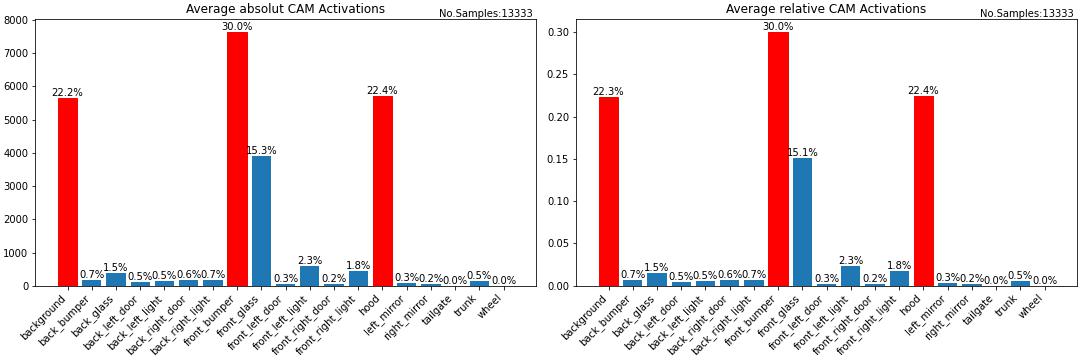 Average absolut CAM Activations
No.Samples:13333
8000
7000
6000
5000
4000
3000
2000
1000
0
22.2%
0.7%
1.5%
0.5%
0.5%
0.6%
0.7%
30.0%
15.3%
0.3%
2.3%
0.2%
1.8%
22.4%
0.3%
0.2%
0.0%
0.5%
0.0%
background
back_bumper
back_glass
back_left_door
back_left_light
back_right_door
back_right_light
front_bumper
front_glass
front_left_door
front_left_light
front_right_door
front_right_light
hood
left_mirror
right_mirror
tailgate
trunk
wheel
Average relative CAM Activations
No.Samples:13333
0.30
0.25
0.20
0.15
0.10
0.05
0.00
22.3%
0.7%
1.5%
0.5%
0.5%
0.6%
0.7%
30.0%
15.1%
0.3%
2.3%
0.2%
1.8%
22.4%
0.3%
0.2%
0.0%
0.5%
0.0%
background
back_bumper
back_glass
back_left_door
back_left_light
back_right_door
back_right_light
front_bumper
front_glass
front_left_door
front_left_light
front_right_door
front_right_light
hood
left_mirror
right_mirror
tailgate
trunk
wheel